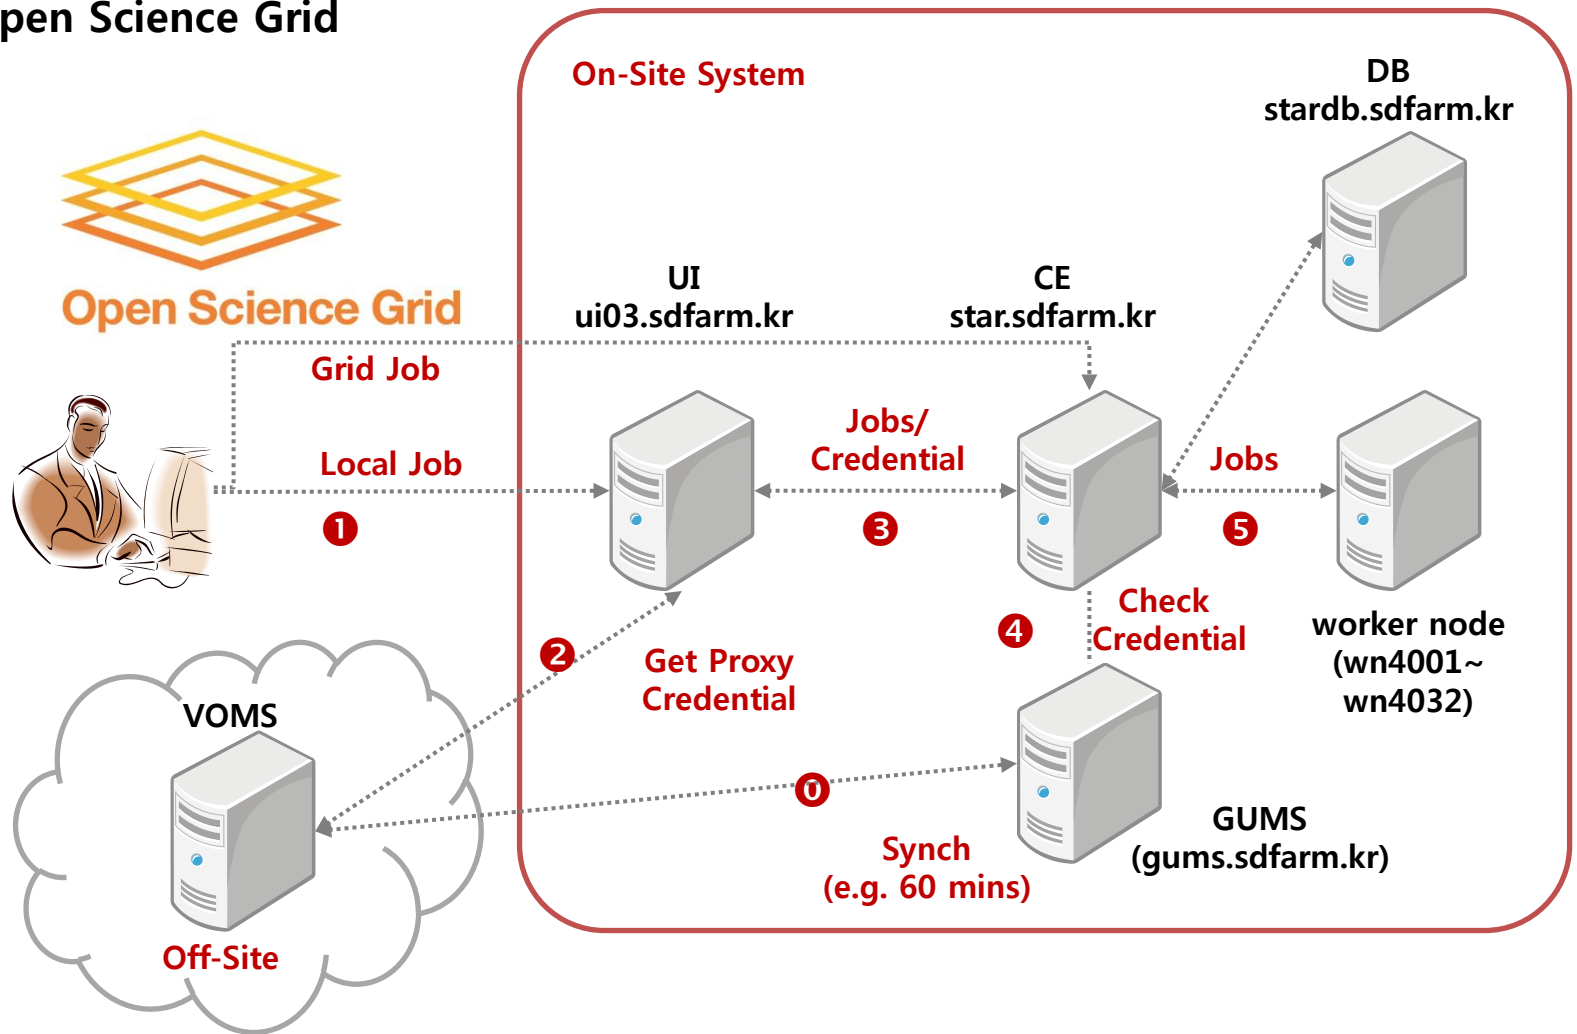 pen Science Grid
On-Site System
DB
stardb.sdfarm.kr
Open Science Grid
UI
ui03.sdfarm.kr
CE
star.sdfarm.kr
Grid Job
Local Job
1
Jobs/
Credential
3
Jobs
5
2
Get Proxy
Credential
4
Check
Credential
worker node
(wn4001~
wn4032)
VOMS
0
Synch
(e.g. 60 mins)
GUMS
(gums.sdfarm.kr)
Off-Site